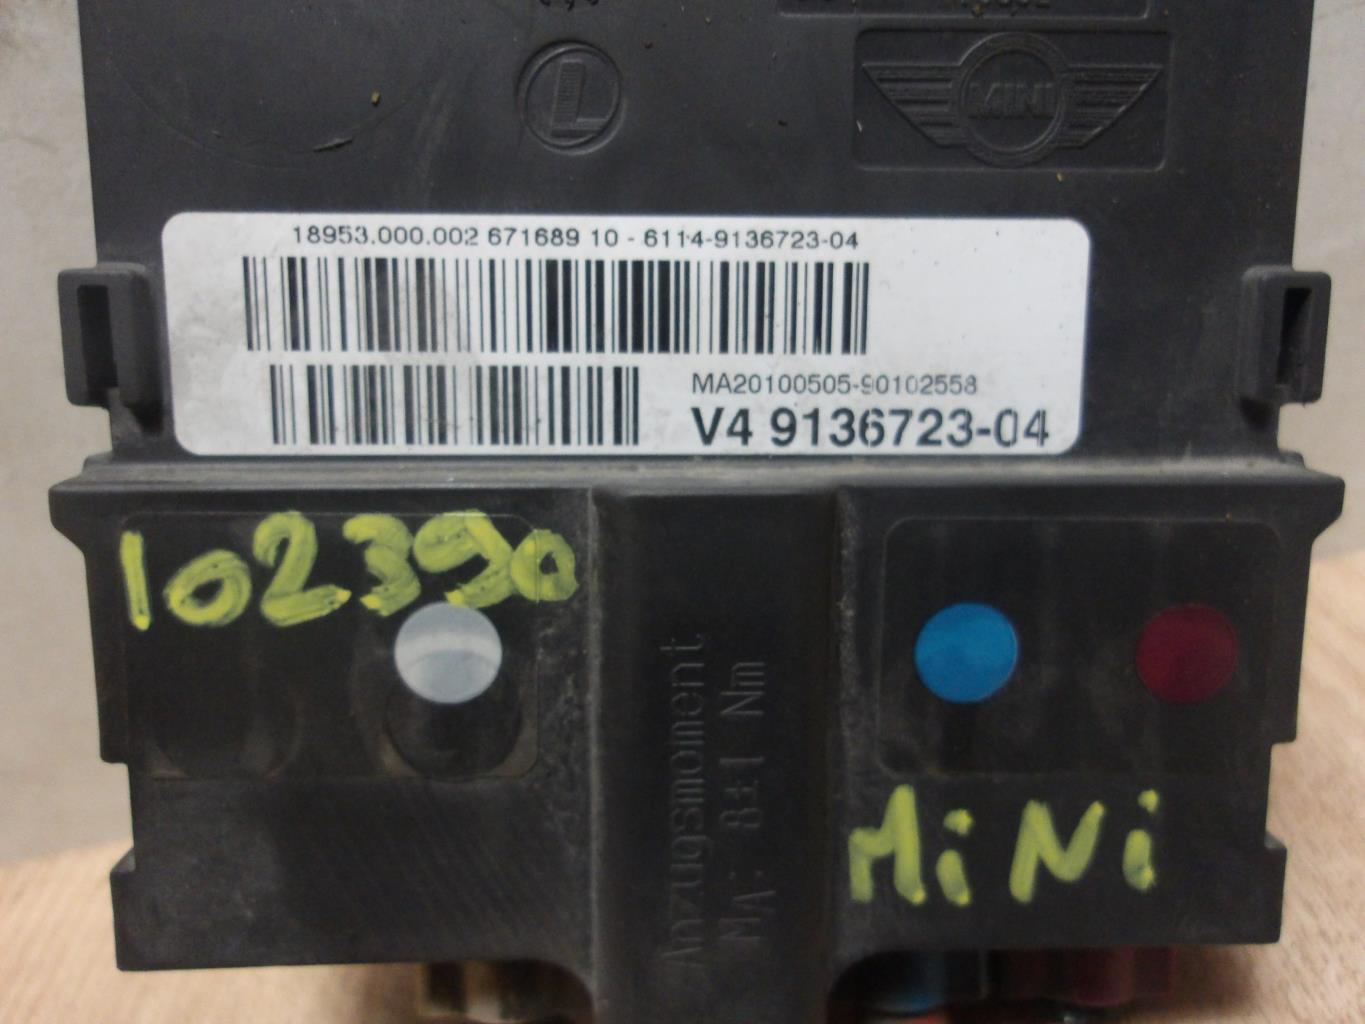 MINI
18953.000.002 671689 10 - 6114-9136723-04
MA20100505-90102558
V4 9136723-04
102390
Anzugsmoment
MA: 8±1 Nm
MiNi